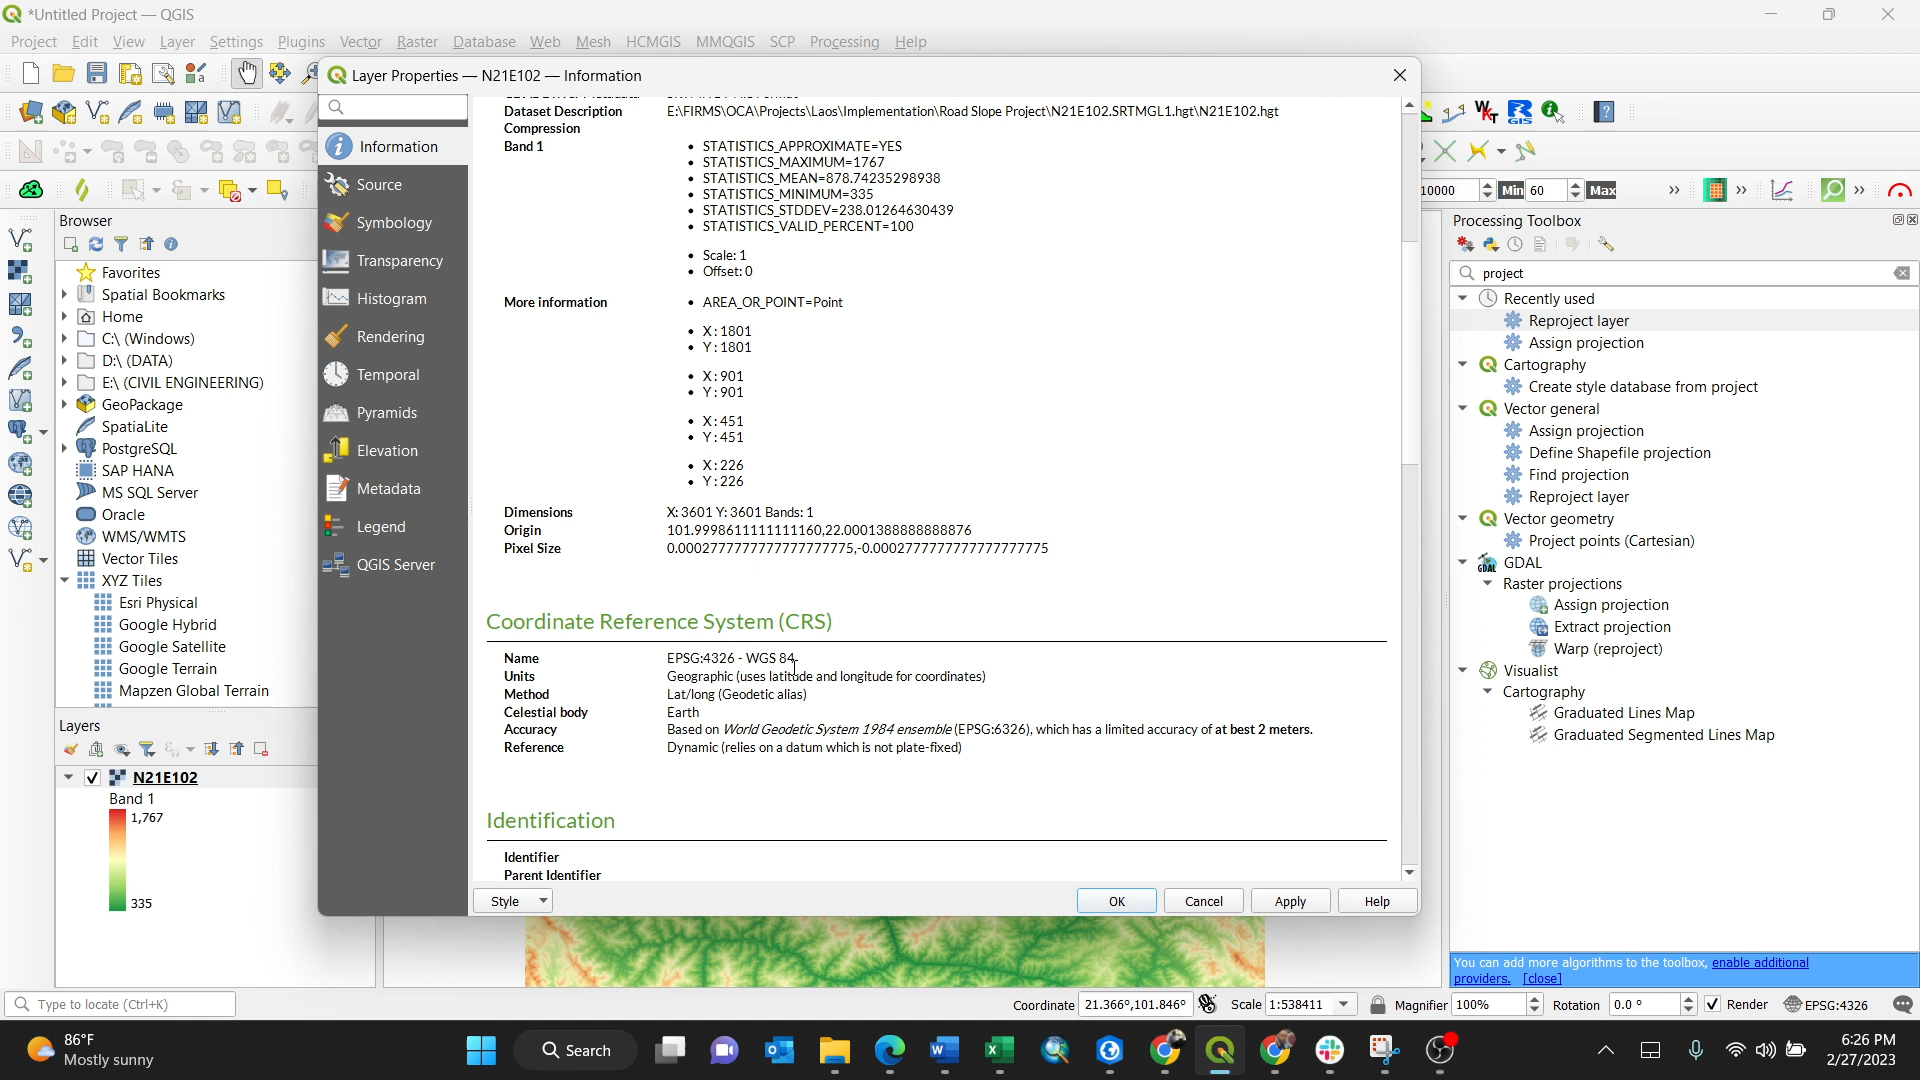 *Untitled Project — QGIS
Project Edit View Layer Settings Plugins Vector Raster Database Web Mesh HCMGIS MMQGIS SCP Processing Help
Layer Properties — N21E102 — Information
Information
Source
Symbology
Transparency
Histogram
Rendering
Temporal
Pyramids
Elevation
Metadata
Legend
QGIS Server
Dataset Description E:\FIRMS\OCA\Projects\Laos\Implementation\Road Slope Project\N21E102.SRTMGL1.hgt\N21E102.hgt
Compression
Band 1 • STATISTICS_APPROXIMATE=YES
• STATISTICS_MAXIMUM=1767
• STATISTICS_MEAN=878.74235298938
• STATISTICS_MINIMUM=335
• STATISTICS_STDDEV=238.01264630439
• STATISTICS_VALID_PERCENT=100
• Scale: 1
• Offset: 0
More information • AREA_OR_POINT=Point
• X: 1801
• Y: 1801
• X: 901
• Y: 901
• X: 451
• Y: 451
• X: 226
• Y: 226
Dimensions X: 3601 Y: 3601 Bands: 1
Origin 101.9998611111111160,22.0001388888888876
Pixel Size 0.0002777777777777777775,-0.0002777777777777777775
Coordinate Reference System (CRS)
Name EPSG:4326 - WGS 84
Units Geographic (uses latitude and longitude for coordinates)
Method Lat/long (Geodetic alias)
Celestial body Earth
Accuracy Based on World Geodetic System 1984 ensemble (EPSG:6326), which has a limited accuracy of at best 2 meters.
Reference Dynamic (relies on a datum which is not plate-fixed)
Identification
Identifier
Parent Identifier
Style OK Cancel Apply Help
Browser
Favorites
Spatial Bookmarks
Home
C:\ (Windows)
D:\ (DATA)
E:\ (CIVIL ENGINEERING)
GeoPackage
SpatiaLite
PostgreSQL
SAP HANA
MS SQL Server
Oracle
WMS/WMTS
Vector Tiles
XYZ Tiles
Esri Physical
Google Hybrid
Google Satellite
Google Terrain
Mapzen Global Terrain
Layers
N21E102
Band 1
1,767
335
10000 Min 60 Max
Processing Toolbox
project
Recently used
Reproject layer
Assign projection
Cartography
Create style database from project
Vector general
Assign projection
Define Shapefile projection
Find projection
Reproject layer
Vector geometry
Project points (Cartesian)
GDAL
Raster projections
Assign projection
Extract projection
Warp (reproject)
Visualist
Cartography
Graduated Lines Map
Graduated Segmented Lines Map
You can add more algorithms to the toolbox, enable additional
providers. [close]
Type to locate (Ctrl+K) Coordinate 21.366°,101.846° Scale 1:538411 Magnifier 100% Rotation 0.0 ° Render EPSG:4326
86°F
Mostly sunny
Search
6:26 PM
2/27/2023